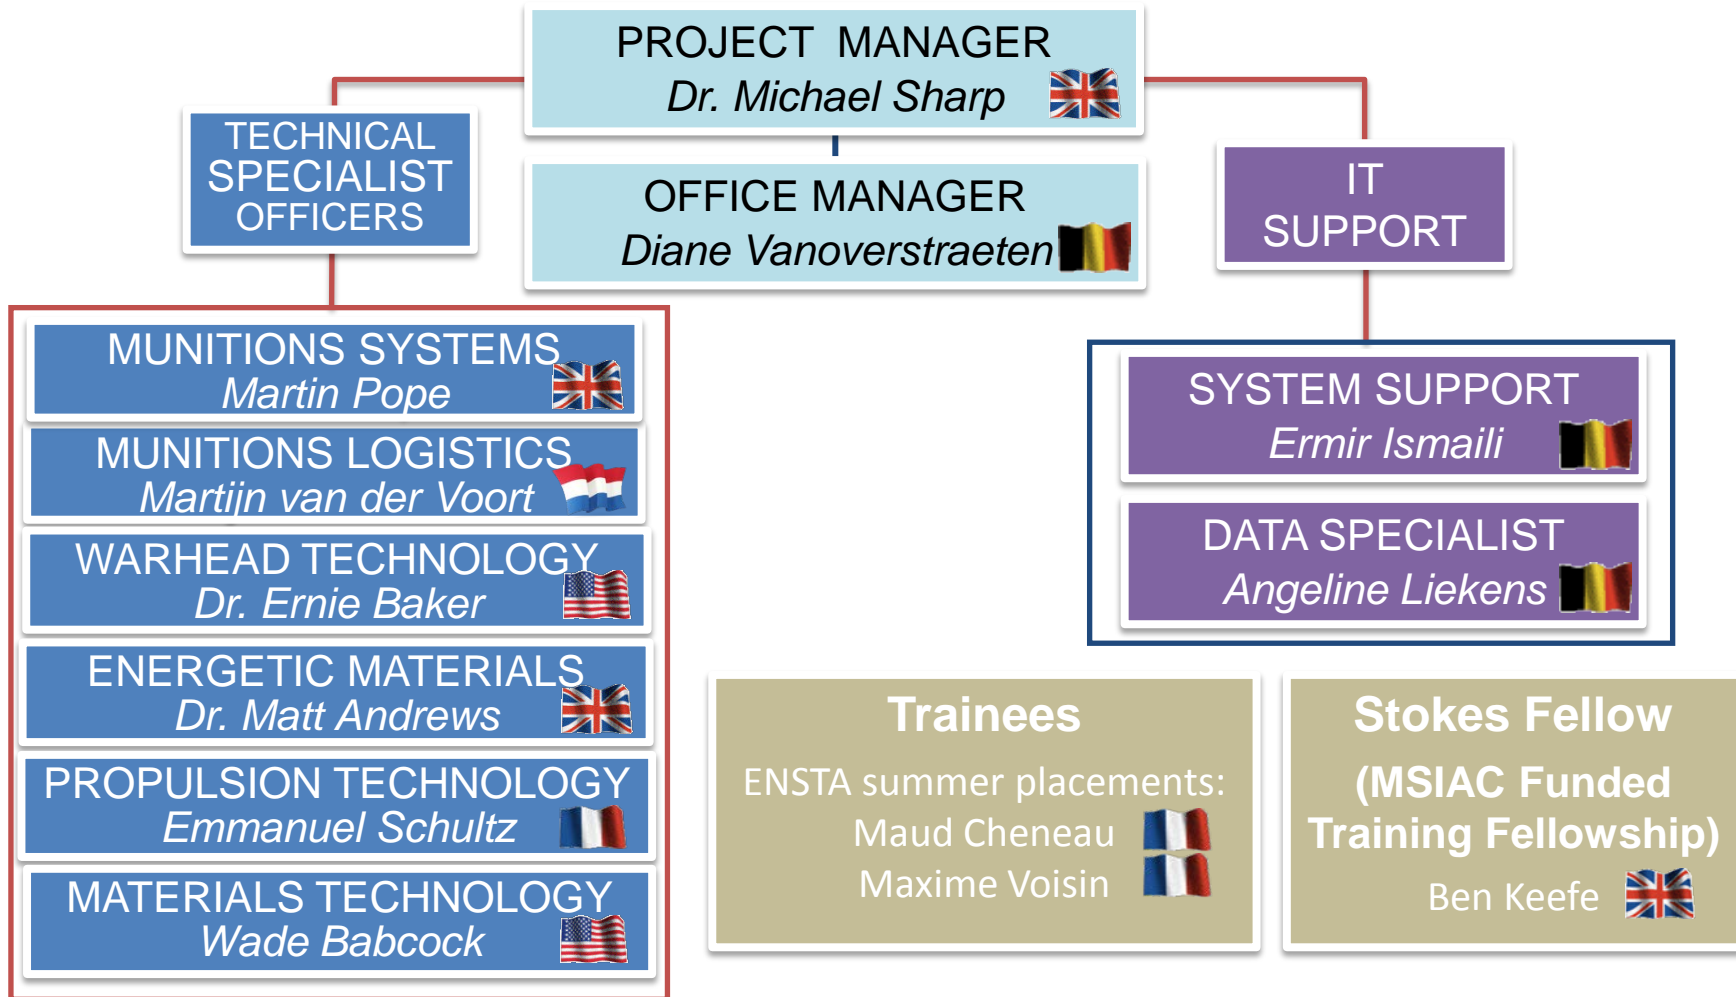 PROJECT MANAGER
Dr. Michael Sharp
OFFICE MANAGER
Diane Vanoverstraeten
TECHNICAL
SPECIALIST
OFFICERS
IT
SUPPORT
MUNITIONS SYSTEMS
Martin Pope
MUNITIONS LOGISTICS
Martijn van der Voort
WARHEAD TECHNOLOGY
Dr. Ernie Baker
ENERGETIC MATERIALS
Dr. Matt Andrews
PROPULSION TECHNOLOGY
Emmanuel Schultz
MATERIALS TECHNOLOGY
Wade Babcock
SYSTEM SUPPORT
Ermir Ismaili
DATA SPECIALIST
Angeline Liekens
Trainees
ENSTA summer placements:
Maud Cheneau
Maxime Voisin
Stokes Fellow
(MSIAC Funded
Training Fellowship)
Ben Keefe